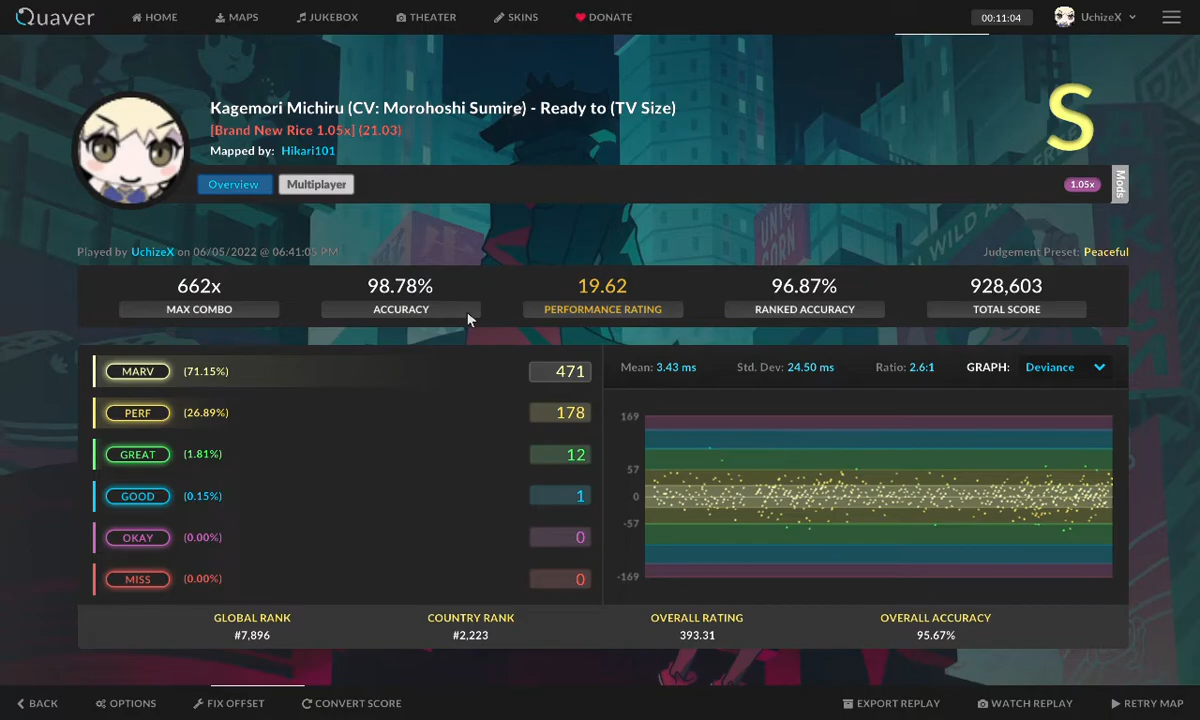 Quaver HOME MAPS JUKEBOX THEATER SKINS DONATE 00:11:04 UchizeX
Kagemori Michiru (CV: Morohoshi Sumire) - Ready to (TV Size)
[Brand New Rice 1.05x] (21.03)
Mapped by: Hikari101
S
Overview Multiplayer 1.05x Mods
Played by UchizeX on 06/05/2022 @ 06:41:05 PM Judgement Preset: Peaceful
662x 98.78% 19.62 96.87% 928,603
MAX COMBO ACCURACY PERFORMANCE RATING RANKED ACCURACY TOTAL SCORE
MARV (71.15%) 471
PERF (26.89%) 178
GREAT (1.81%) 12
GOOD (0.15%) 1
OKAY (0.00%) 0
MISS (0.00%) 0
Mean: 3.43 ms Std. Dev: 24.50 ms Ratio: 2.6:1 GRAPH: Deviance
169
57
0
-57
-169
GLOBAL RANK COUNTRY RANK OVERALL RATING OVERALL ACCURACY
#7,896 #2,223 393.31 95.67%
BACK OPTIONS FIX OFFSET CONVERT SCORE EXPORT REPLAY WATCH REPLAY RETRY MAP